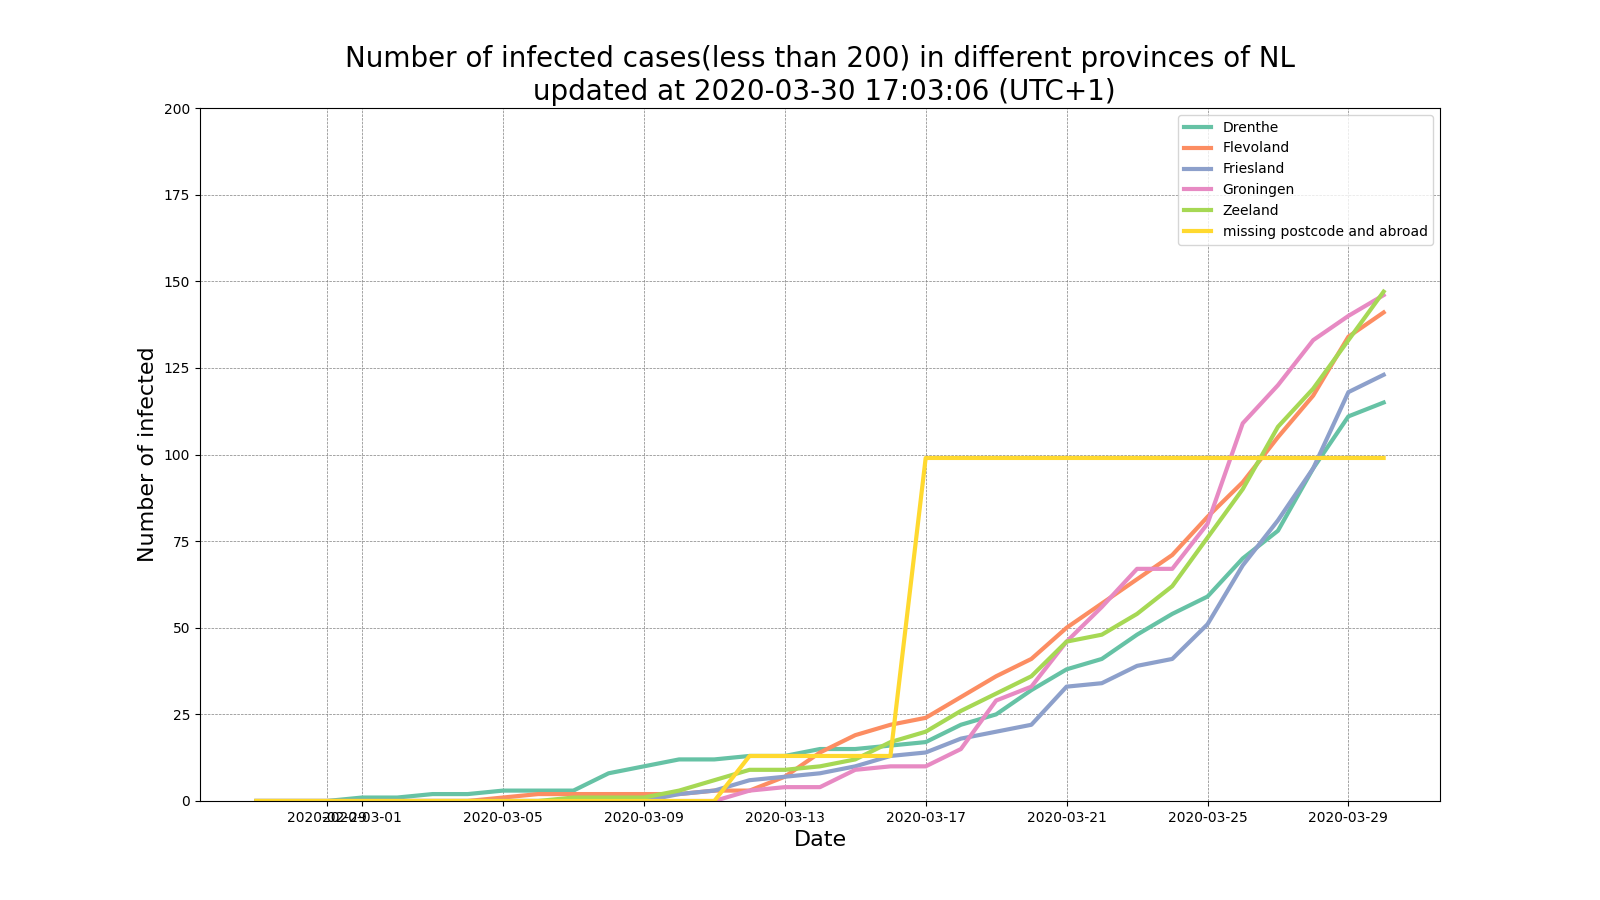 Number of infected cases(less than 200) in different provinces of NL
updated at 2020-03-30 17:03:06 (UTC+1)
200
175
150
125
100
75
50
25
0
Number of infected
Drenthe
Flevoland
Friesland
Groningen
Zeeland
missing postcode and abroad
2020-02-29
2020-03-01
2020-03-05
2020-03-09
2020-03-13
2020-03-17
2020-03-21
2020-03-25
2020-03-29
Date